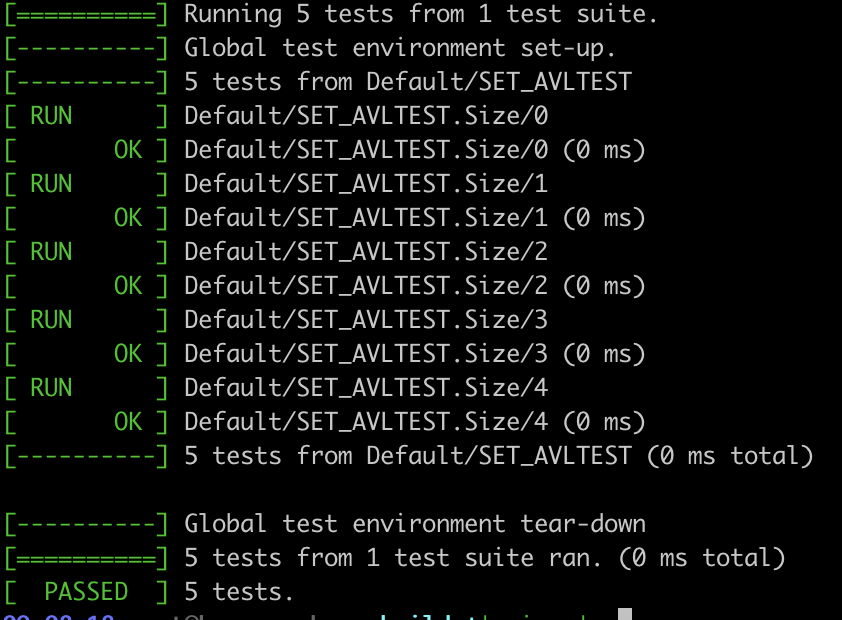 [==========] Running 5 tests from 1 test suite.
[----------] Global test environment set-up.
[----------] 5 tests from Default/SET_AVLTEST
[ RUN      ] Default/SET_AVLTEST.Size/0
[       OK ] Default/SET_AVLTEST.Size/0 (0 ms)
[ RUN      ] Default/SET_AVLTEST.Size/1
[       OK ] Default/SET_AVLTEST.Size/1 (0 ms)
[ RUN      ] Default/SET_AVLTEST.Size/2
[       OK ] Default/SET_AVLTEST.Size/2 (0 ms)
[ RUN      ] Default/SET_AVLTEST.Size/3
[       OK ] Default/SET_AVLTEST.Size/3 (0 ms)
[ RUN      ] Default/SET_AVLTEST.Size/4
[       OK ] Default/SET_AVLTEST.Size/4 (0 ms)
[----------] 5 tests from Default/SET_AVLTEST (0 ms total)
[----------] Global test environment tear-down
[==========] 5 tests from 1 test suite ran. (0 ms total)
[  PASSED  ] 5 tests.